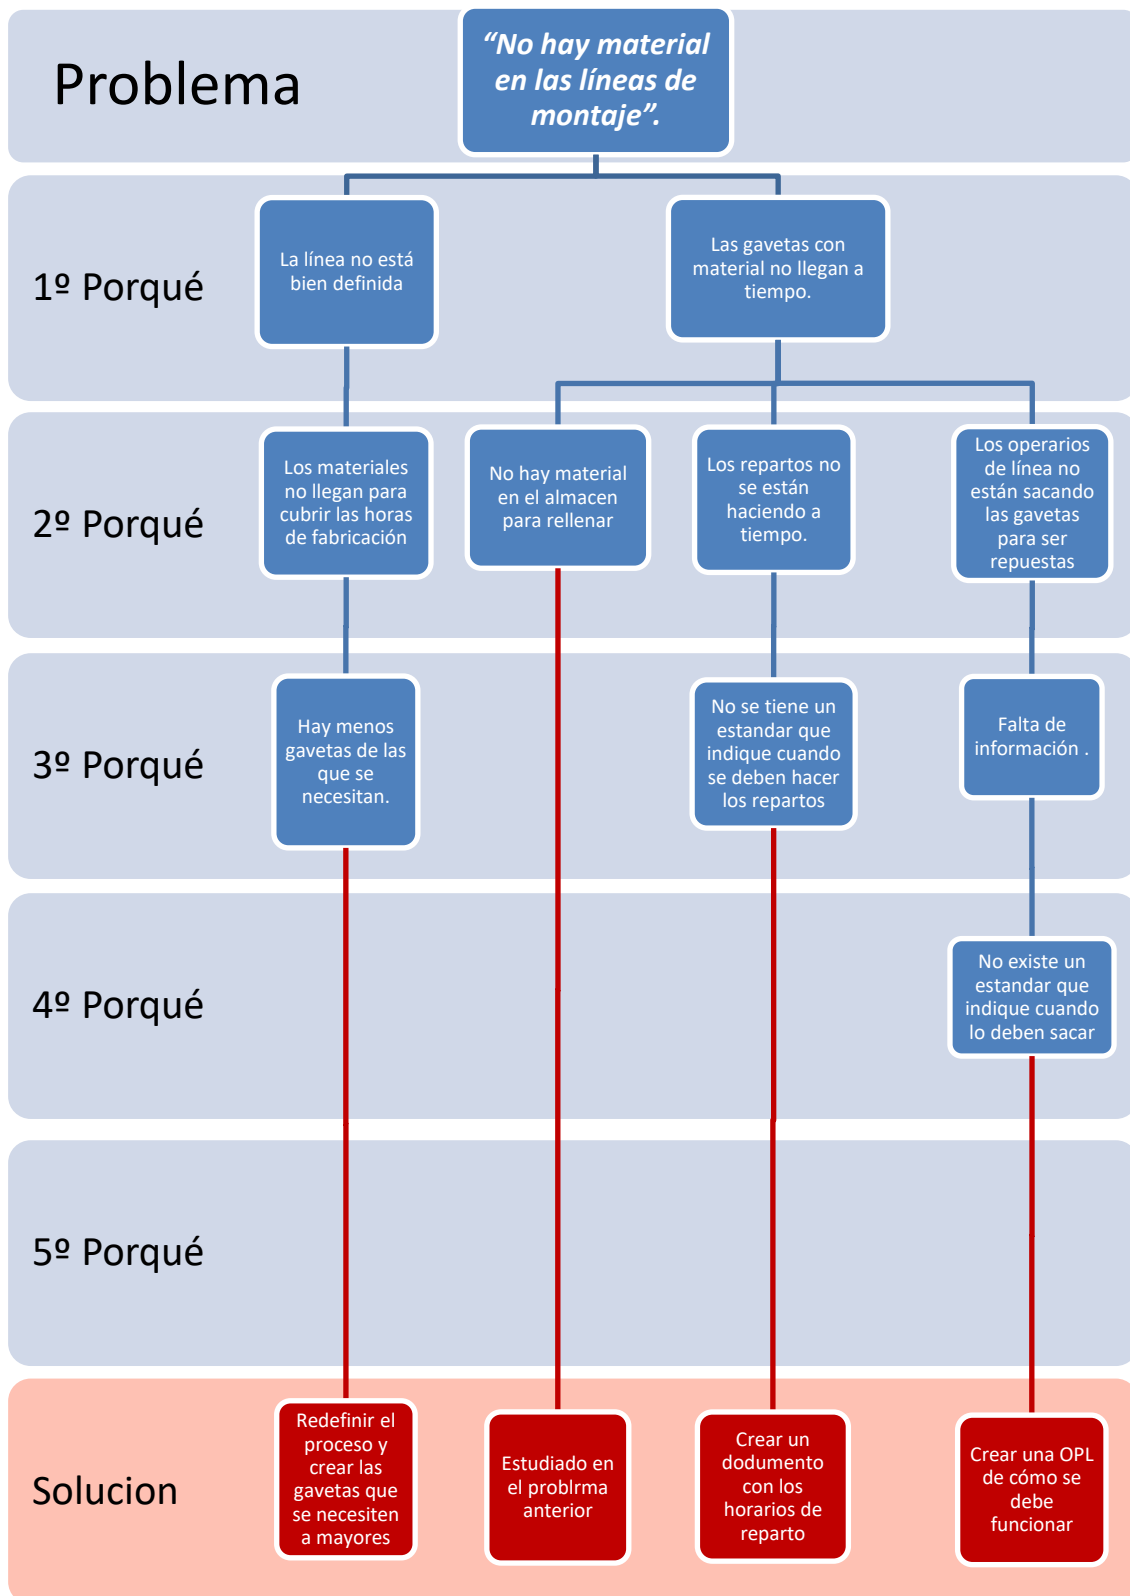 Problema
“No hay material
en las líneas de
montaje”.
1º Porqué
La línea no está
bien definida
Las gavetas con
material no llegan a
tiempo.
2º Porqué
Los materiales
no llegan para
cubrir las horas
de fabricación
No hay material
en el almacen
para rellenar
Los repartos no
se están
haciendo a
tiempo.
Los operarios
de línea no
están sacando
las gavetas
para ser
repuestas
3º Porqué
Hay menos
gavetas de las
que se
necesitan.
No se tiene un
estandar que
indique cuando
se deben hacer
los repartos
Falta de
información .
4º Porqué
No existe un
estandar que
indique cuando
lo deben sacar
5º Porqué
Solucion
Redefinir el
proceso y
crear las
gavetas que
se necesiten
a mayores
Estudiado en
el problrma
anterior
Crear un
dodumento
con los
horarios de
reparto
Crear una OPL
de cómo se
debe
funcionar